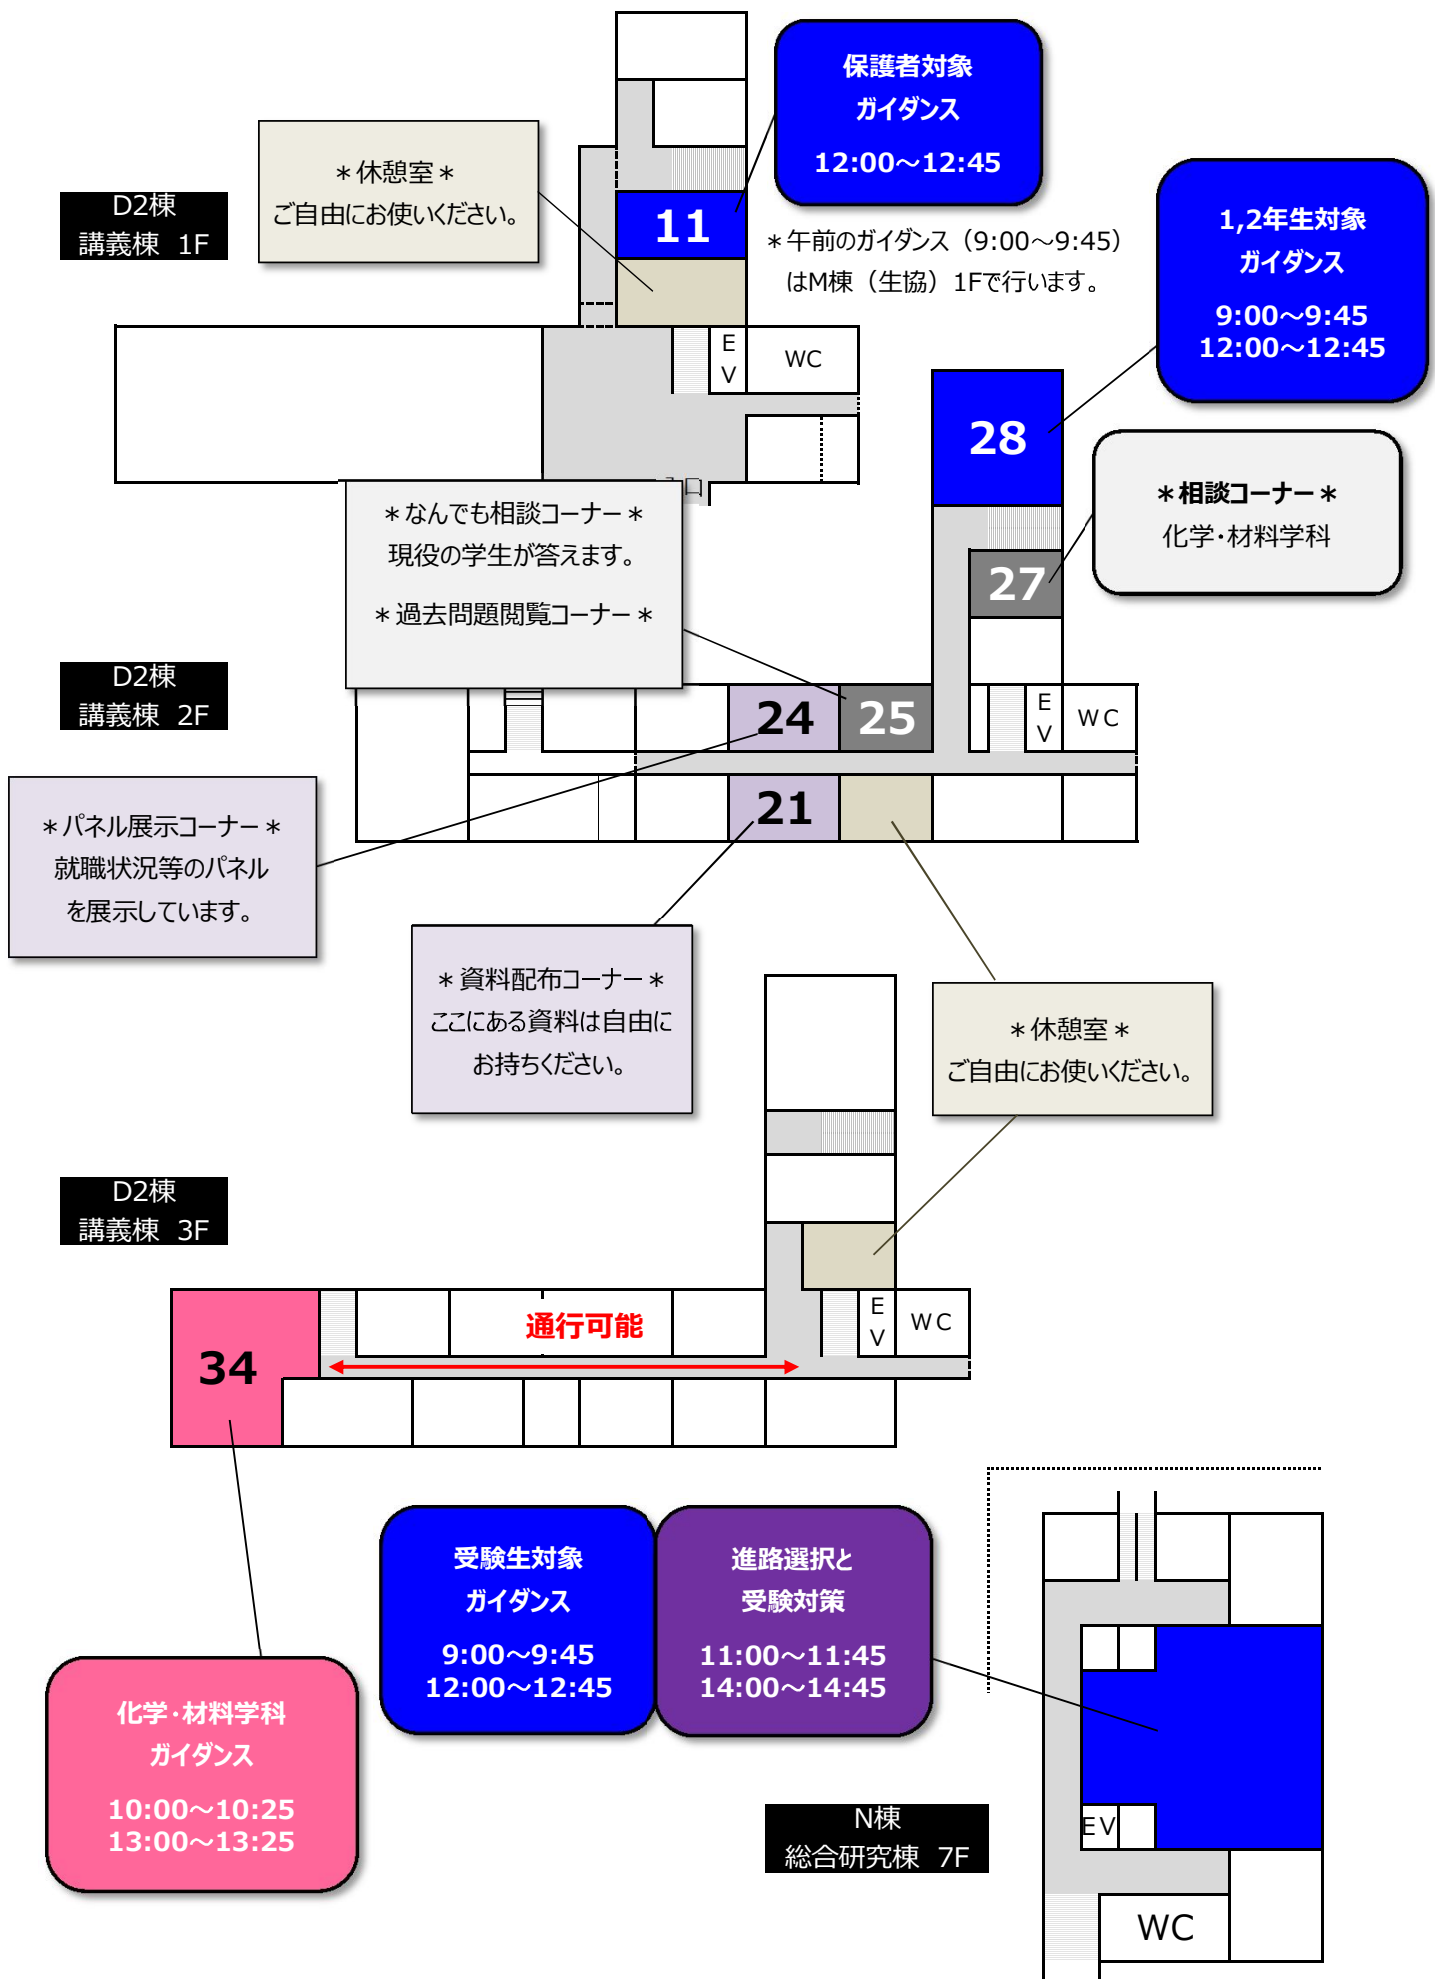 保護者対象
ガイダンス
12:00～12:45
＊休憩室＊
ご自由にお使いください。
D2棟
講義棟 1F
11
＊午前のガイダンス（9:00～9:45）
はM棟（生協）1Fで行います。
1,2年生対象
ガイダンス
9:00～9:45
12:00～12:45
E
V
WC
28
＊相談コーナー＊
化学・材料学科
口
＊なんでも相談コーナー＊
現役の学生が答えます。
＊過去問題閲覧コーナー＊
27
D2棟
講義棟 2F
24
25
E
V
WC
21
＊パネル展示コーナー＊
就職状況等のパネル
を展示しています。
＊資料配布コーナー＊
ここにある資料は自由に
お持ちください。
＊休憩室＊
ご自由にお使いください。
D2棟
講義棟 3F
34
通行可能
E
V
WC
受験生対象
ガイダンス
9:00～9:45
12:00～12:45
進路選択と
受験対策
11:00～11:45
14:00～14:45
化学・材料学科
ガイダンス
10:00～10:25
13:00～13:25
N棟
総合研究棟 7F
EV
WC